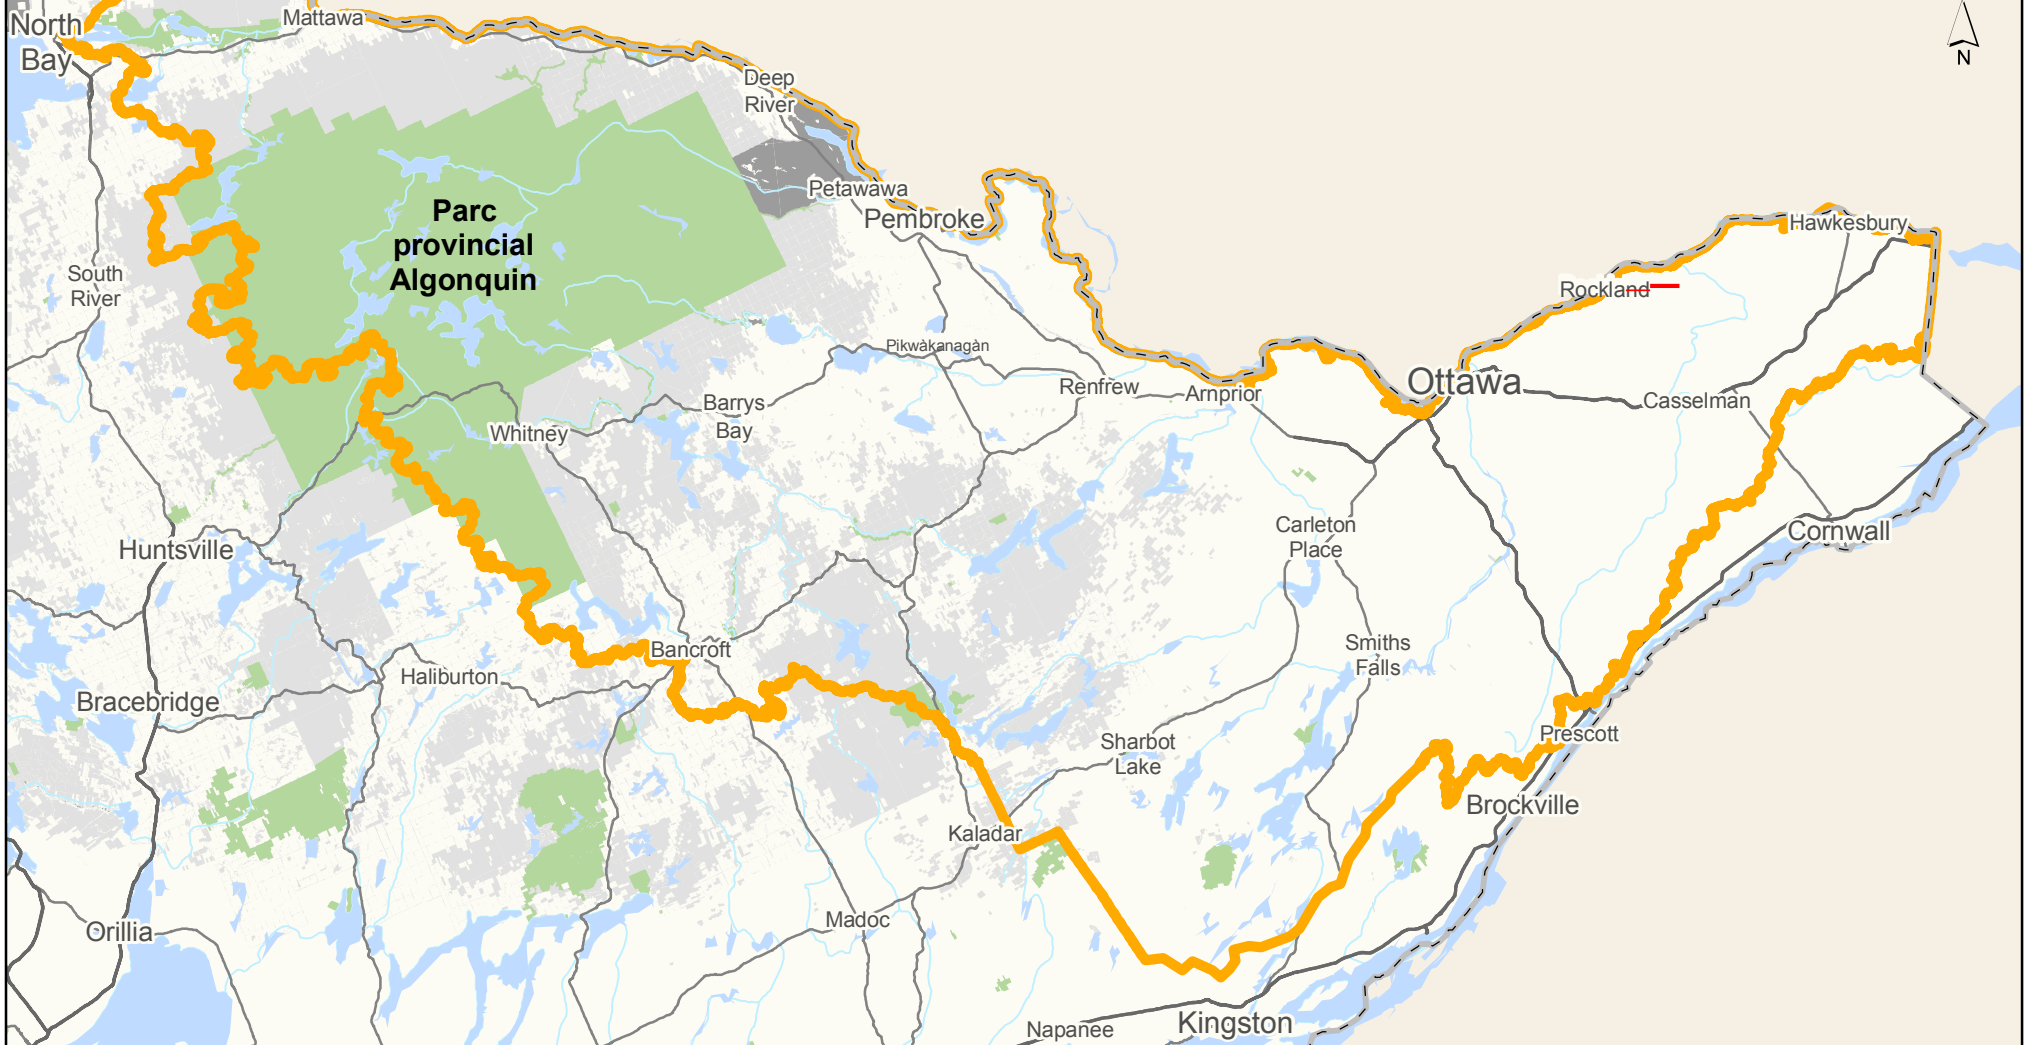 North
Bay
Mattawa
N
Deep
River
Petawawa
Pembroke
Parc
provincial
Algonquin
Hawkesbury
South
River
Rockland
Pikwàkanagàn
Renfrew
Arnprior
Ottawa
Casselman
Barrys
Bay
Whitney
Carleton
Place
Cornwall
Huntsville
Smiths
Falls
Bancroft
Haliburton
Bracebridge
Sharbot
Lake
Prescott
Brockville
Kaladar
Madoc
Orillia
Kingston
Napanee